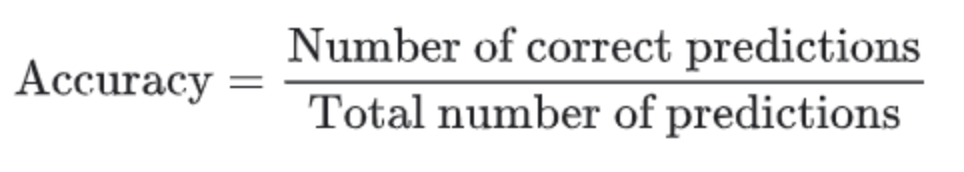 Number of correct predictions
Accuracy =
Total number of predictions